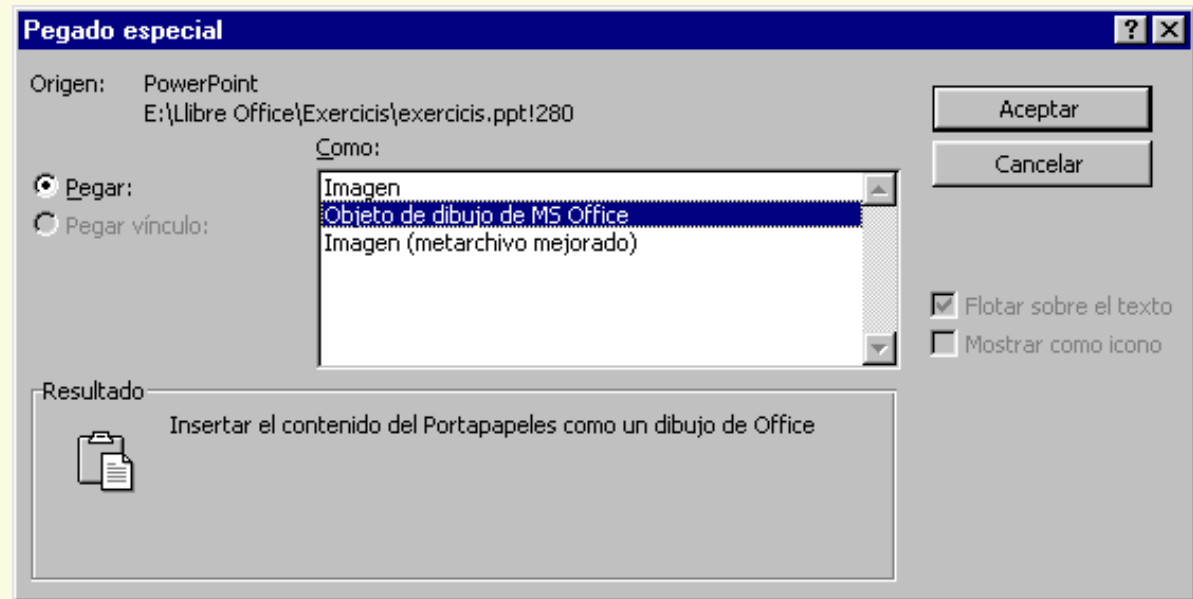 Pegado especial
Origen: PowerPoint
E:\Llibre Office\Exercicis\exercicis.ppt!280
Aceptar
Cancelar
Como:
Pegar:
Pegar vínculo:
Imagen
Objeto de dibujo de MS Office
Imagen (metarchivo mejorado)
Flotar sobre el texto
Mostrar como icono
Resultado
Insertar el contenido del Portapapeles como un dibujo de Office